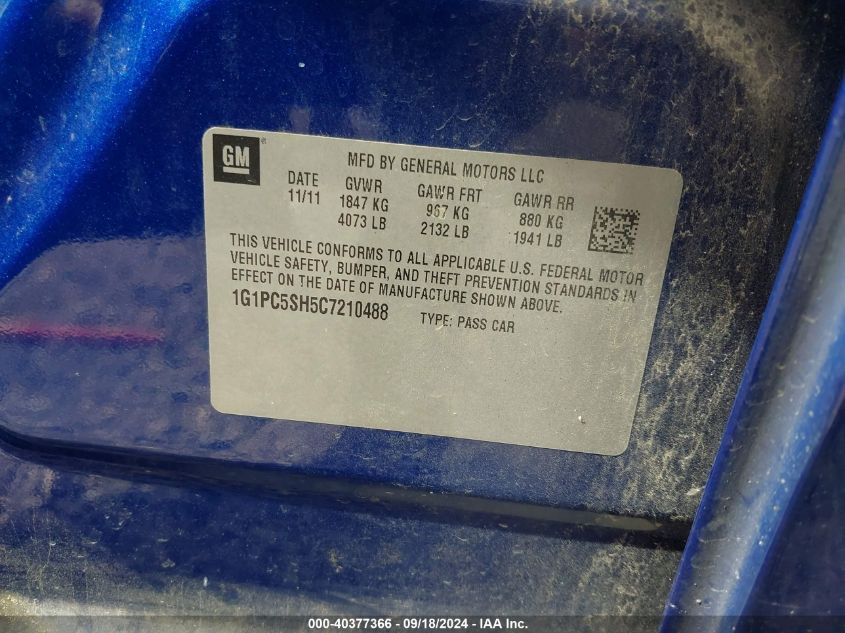 GM ®
MFD BY GENERAL MOTORS LLC
DATE GVWR GAWR FRT GAWR RR
11/11 1847 KG 967 KG 880 KG
4073 LB 2132 LB 1941 LB
THIS VEHICLE CONFORMS TO ALL APPLICABLE U.S. FEDERAL MOTOR
VEHICLE SAFETY, BUMPER, AND THEFT PREVENTION STANDARDS IN
EFFECT ON THE DATE OF MANUFACTURE SHOWN ABOVE.
1G1PC5SH5C7210488 TYPE: PASS CAR
000-40377366 - 09/18/2024 - IAA Inc.